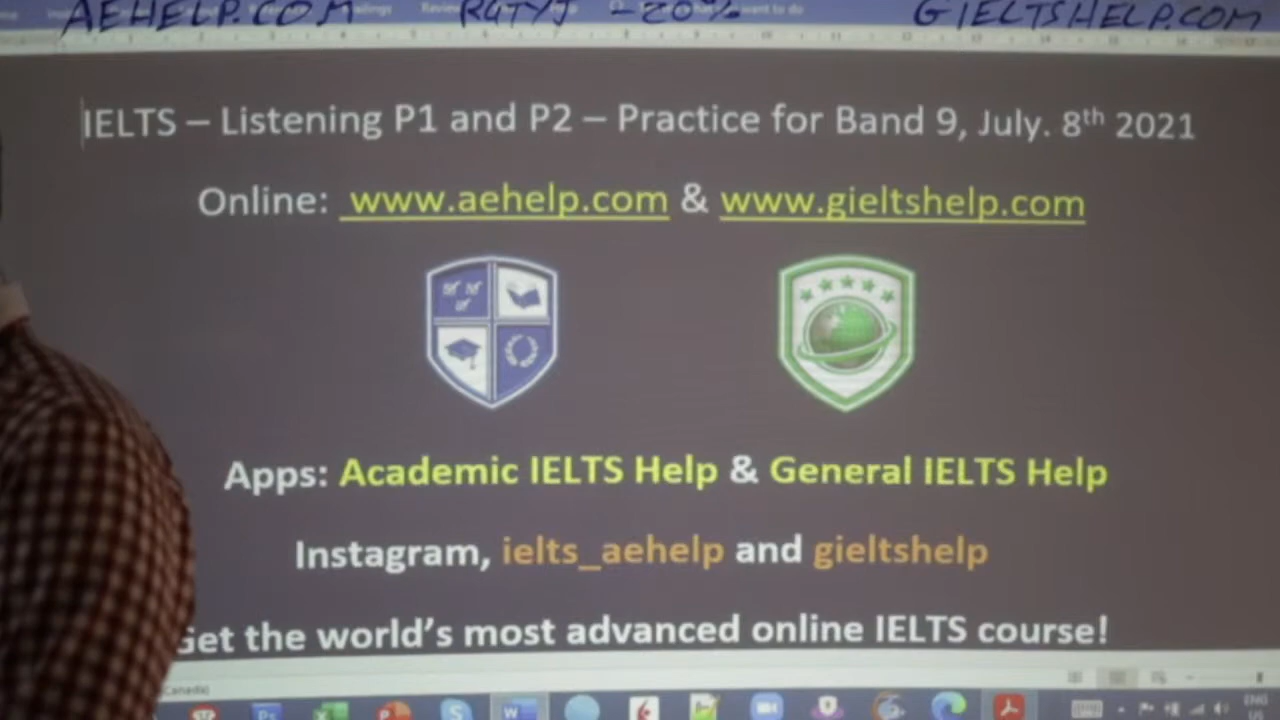 AEHELP.COM RGTYJ -20% GIELTSHELP.COM
IELTS – Listening P1 and P2 – Practice for Band 9, July. 8th 2021
Online: www.aehelp.com & www.gieltshelp.com
Apps: Academic IELTS Help & General IELTS Help
Instagram, ielts_aehelp and gieltshelp
Get the world's most advanced online IELTS course!
ENG